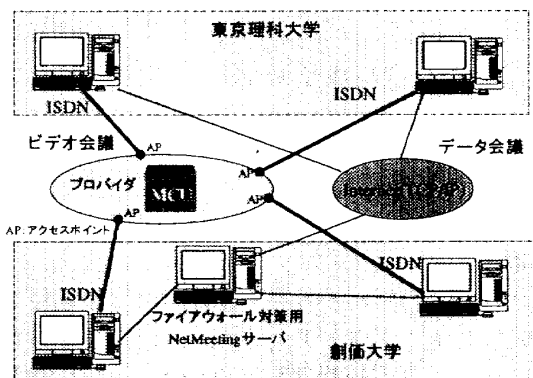 東京理科大学
ISDN
ISDN
ビデオ会議
AP
データ会議
プロバイダ
MCU
AP
AP
Internet(TCP/IP)
AP
AP:アクセスポイント
ISDN
ISDN
ファイアウォール対策用
NetMeetingサーバ
創価大学